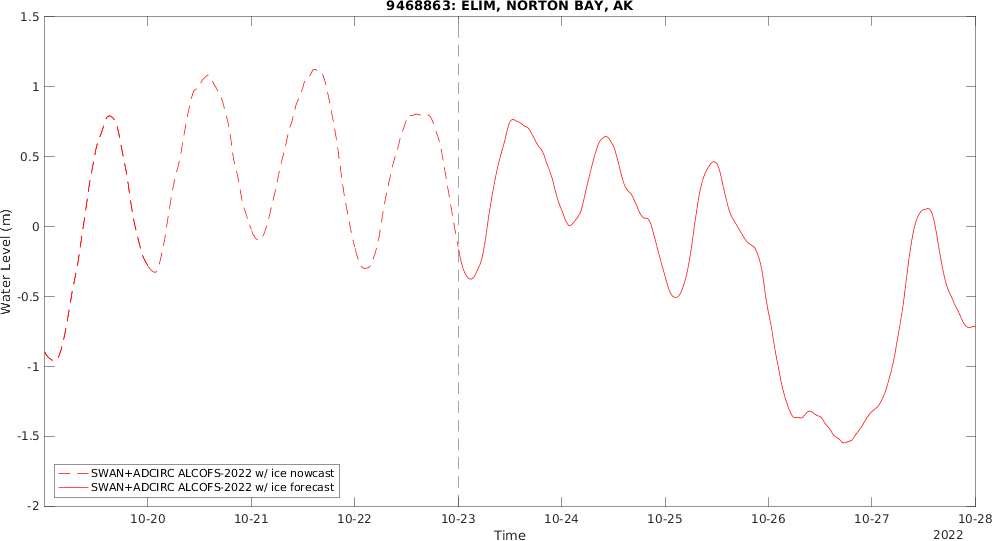 9468863: ELIM, NORTON BAY, AK
1.5
1
0.5
0
-0.5
-1
-1.5
-2
Water Level (m)
SWAN+ADCIRC ALCOFS-2022 w/ ice nowcast
SWAN+ADCIRC ALCOFS-2022 w/ ice forecast
10-20 10-21 10-22 10-23 10-24 10-25 10-26 10-27 10-28
Time
2022